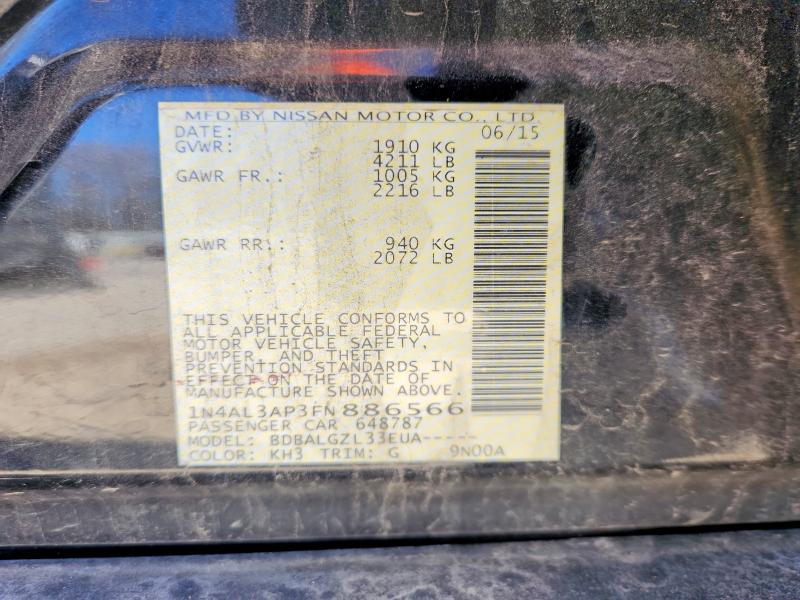 MFD BY NISSAN MOTOR CO., LTD.
DATE: 06/15
GVWR: 1910 KG
4211 LB
GAWR FR.: 1005 KG
2216 LB
GAWR RR.: 940 KG
2072 LB
THIS VEHICLE CONFORMS TO
ALL APPLICABLE FEDERAL
MOTOR VEHICLE SAFETY,
BUMPER, AND THEFT
PREVENTION STANDARDS IN
EFFECT ON THE DATE OF
MANUFACTURE SHOWN ABOVE.
1N4AL3AP3FN886566
PASSENGER CAR 648787
MODEL: BDBALGZL33EUA-----
COLOR: KH3 TRIM: G 9N00A